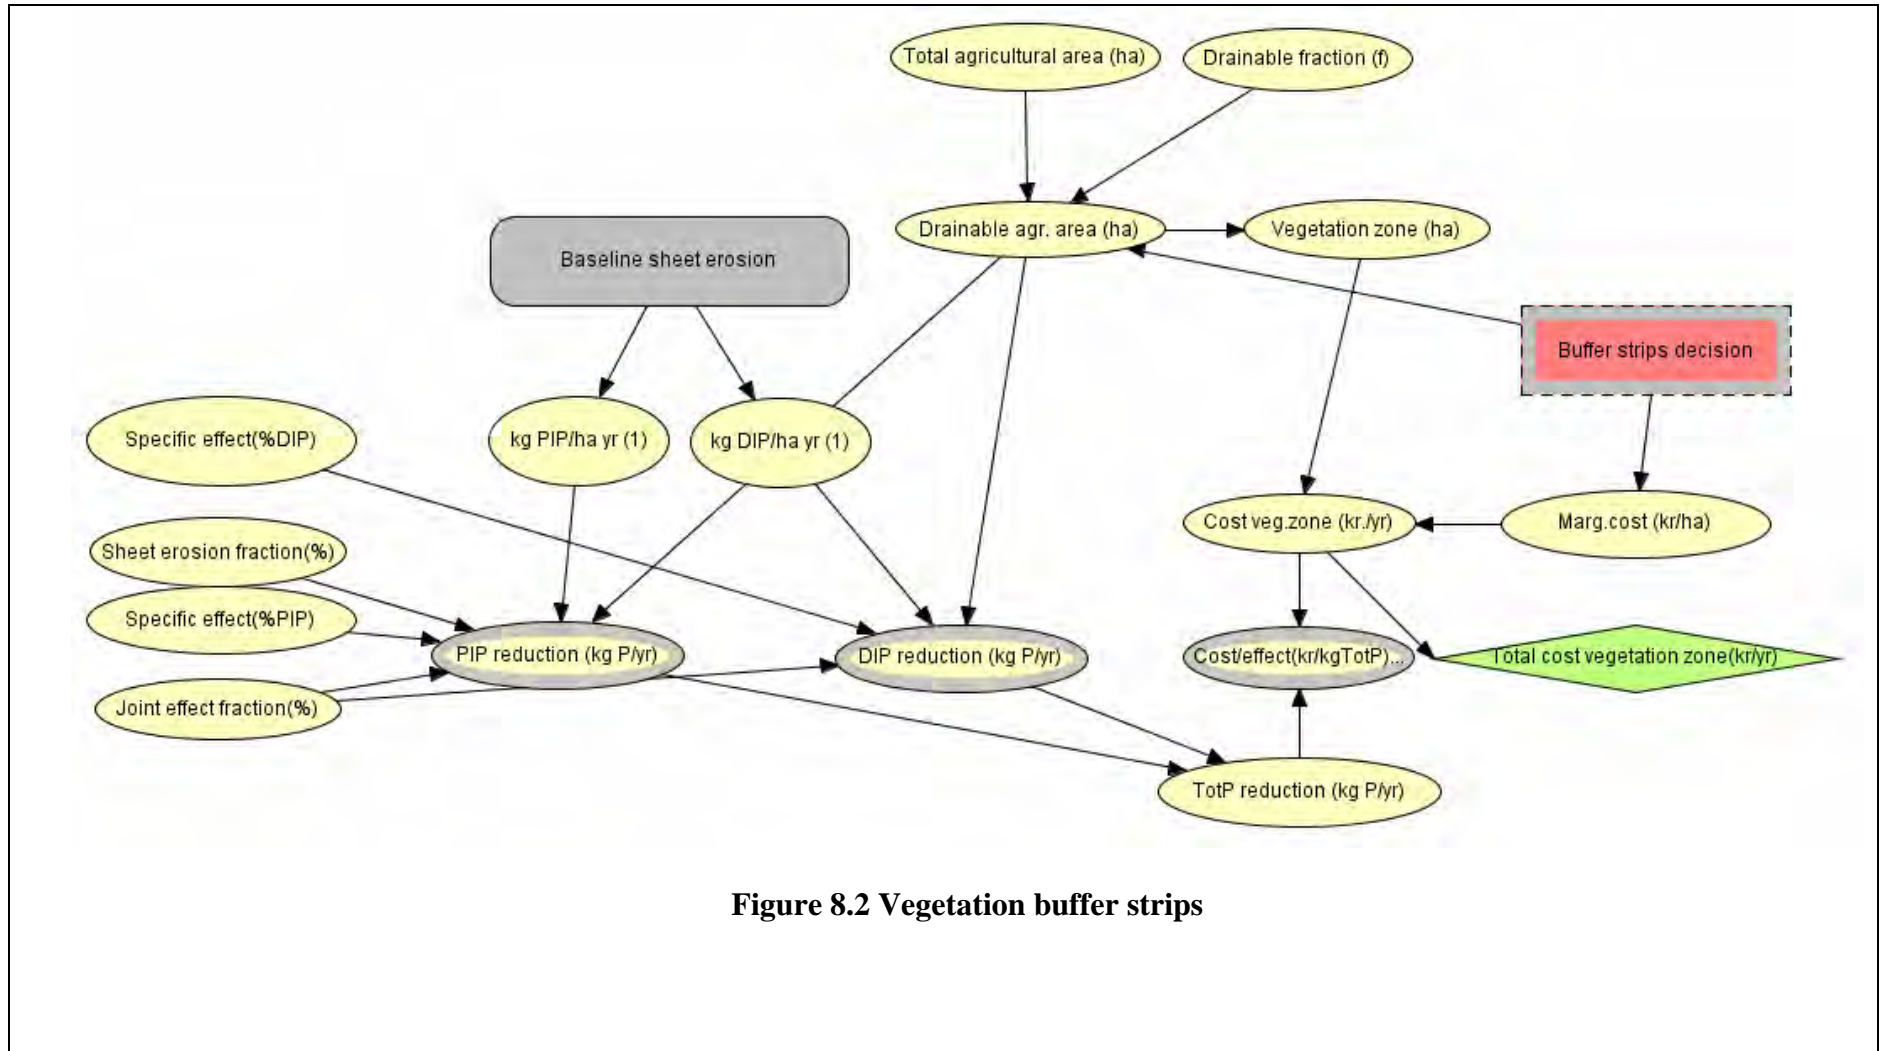 Total agricultural area (ha)
Drainable fraction (f)
Drainable agr. area (ha)
Vegetation zone (ha)
Baseline sheet erosion
Buffer strips decision
Specific effect(%DIP)
kg PIP/ha yr (1)
kg DIP/ha yr (1)
Cost veg.zone (kr./yr)
Marg.cost (kr/ha)
Sheet erosion fraction(%)
Specific effect(%PIP)
PIP reduction (kg P/yr)
DIP reduction (kg P/yr)
Cost/effect(kr/kgTotP)...
Total cost vegetation zone(kr/yr)
Joint effect fraction(%)
TotP reduction (kg P/yr)
Figure 8.2 Vegetation buffer strips